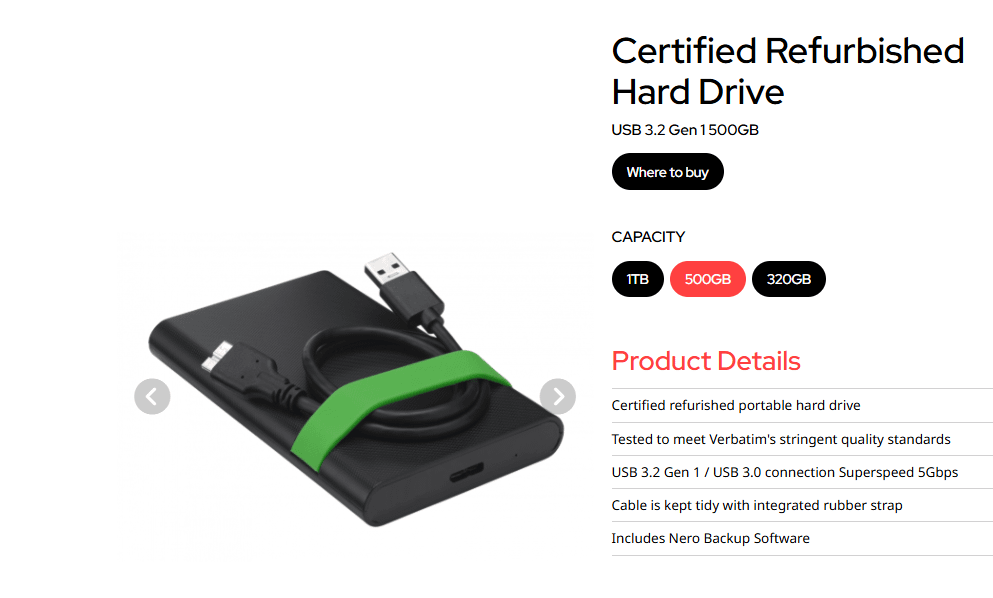 Certified Refurbished
Hard Drive
USB 3.2 Gen 1 500GB
Where to buy
CAPACITY
1TB
500GB
320GB
Product Details
Certified refurished portable hard drive
Tested to meet Verbatim's stringent quality standards
USB 3.2 Gen 1 / USB 3.0 connection Superspeed 5Gbps
Cable is kept tidy with integrated rubber strap
Includes Nero Backup Software